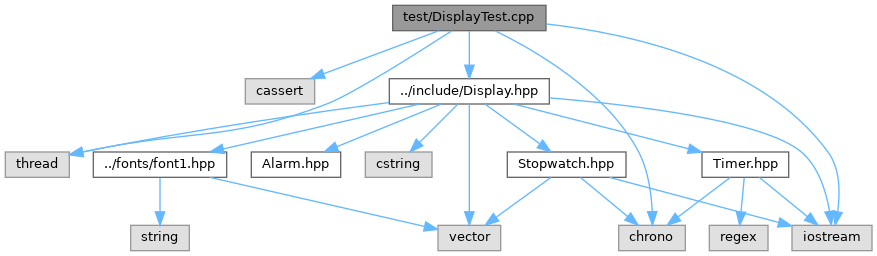 test/DisplayTest.cpp
cassert
../include/Display.hpp
thread
../fonts/font1.hpp
Alarm.hpp
cstring
Stopwatch.hpp
Timer.hpp
string
vector
chrono
regex
iostream